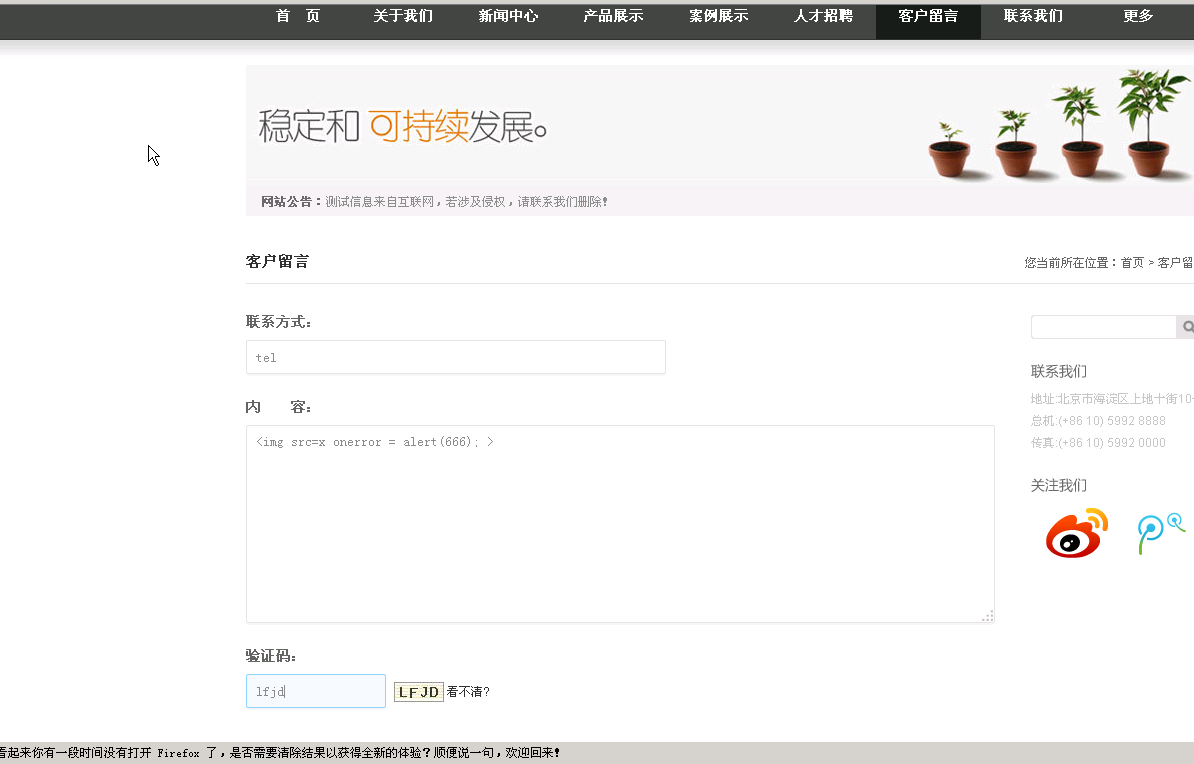 首 页 关于我们 新闻中心 产品展示 案例展示 人才招聘 客户留言 联系我们 更多
稳定和 可持续发展。
网站公告：测试信息来自互联网，若涉及侵权，请联系我们删除！
客户留言
您当前所在位置：首页 > 客户留
联系方式：
tel
联系我们
地址:北京市海淀区上地十街10
总机:(+86 10) 5992 8888
传真:(+86 10) 5992 0000
关注我们
内 容：
<img src=x onerror = alert(666); >
验证码：
lfjd
LFJD 看不清?
看起来你有一段时间没有打开 Firefox 了，是否需要清除结果以获得全新的体验？顺便说一句，欢迎回来！